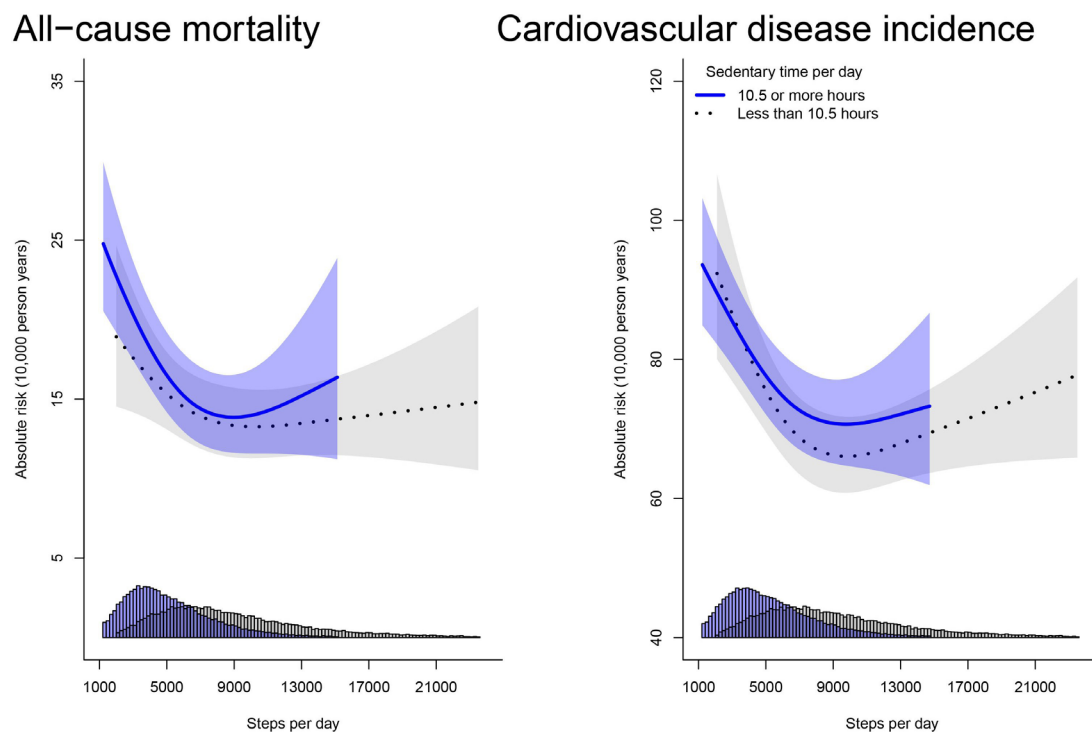 All−cause mortality
35
25
15
5
Absolute risk (10,000 person years)
1000 5000 9000 13000 17000 21000
Steps per day
Cardiovascular disease incidence
Sedentary time per day
10.5 or more hours
Less than 10.5 hours
120
100
80
60
40
Absolute risk (10,000 person years)
1000 5000 9000 13000 17000 21000
Steps per day